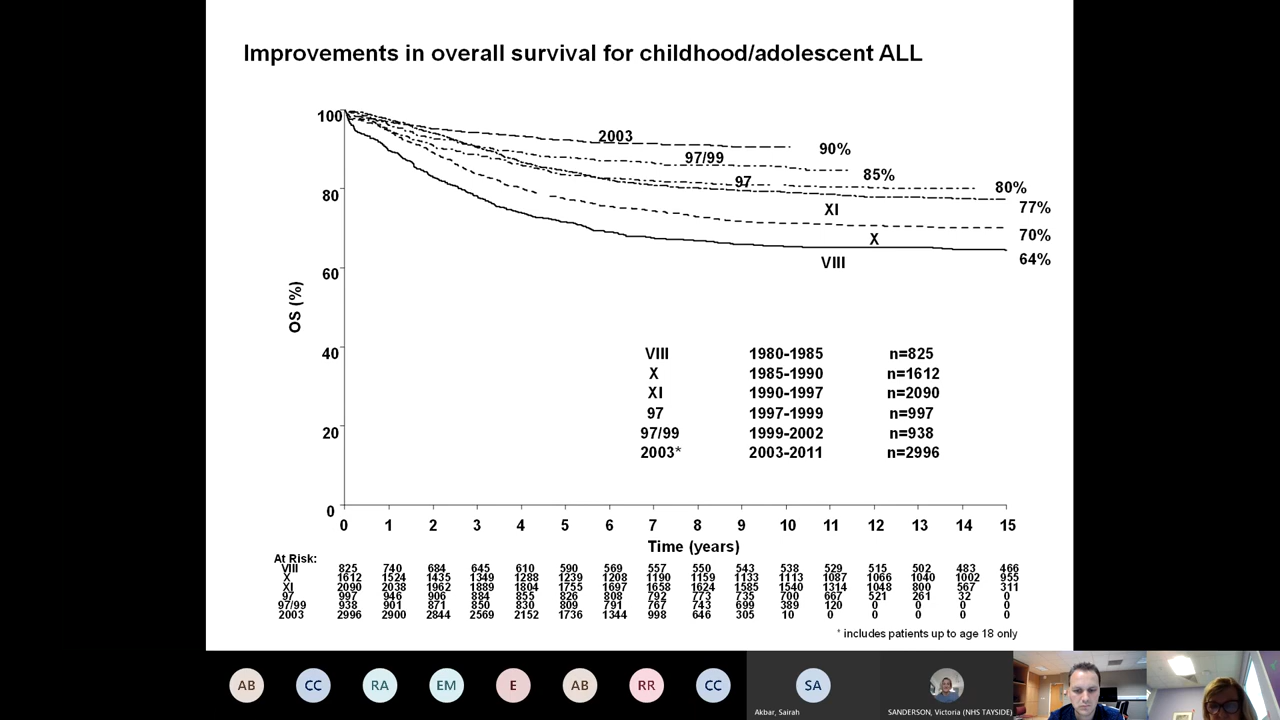 Improvements in overall survival for childhood/adolescent ALL
100
80
60
40
20
0
OS (%)
2003
90%
97/99
85%
97
80%
XI
77%
X
70%
VIII
64%
VIII 1980-1985 n=825
X 1985-1990 n=1612
XI 1990-1997 n=2090
97 1997-1999 n=997
97/99 1999-2002 n=938
2003* 2003-2011 n=2996
0 1 2 3 4 5 6 7 8 9 10 11 12 13 14 15
Time (years)
At Risk:
VIII 825 740 684 645 610 590 569 557 550 543 538 529 515 502 483 466
X 1612 1524 1435 1349 1288 1239 1208 1190 1159 1133 1113 1087 1066 1040 1002 955
XI 2090 2038 1962 1889 1804 1755 1697 1658 1624 1585 1540 1314 1048 800 567 311
97 997 946 906 884 855 826 808 792 773 735 700 667 521 261 32 0
97/99 938 901 871 850 830 809 791 767 743 699 389 120 0 0 0 0
2003 2996 2900 2844 2569 2152 1736 1344 998 646 305 10 0 0 0 0 0
* includes patients up to age 18 only
AB CC RA EM E AB RR CC SA
Akbar, Sairah
SANDERSON, Victoria (NHS TAYSIDE)